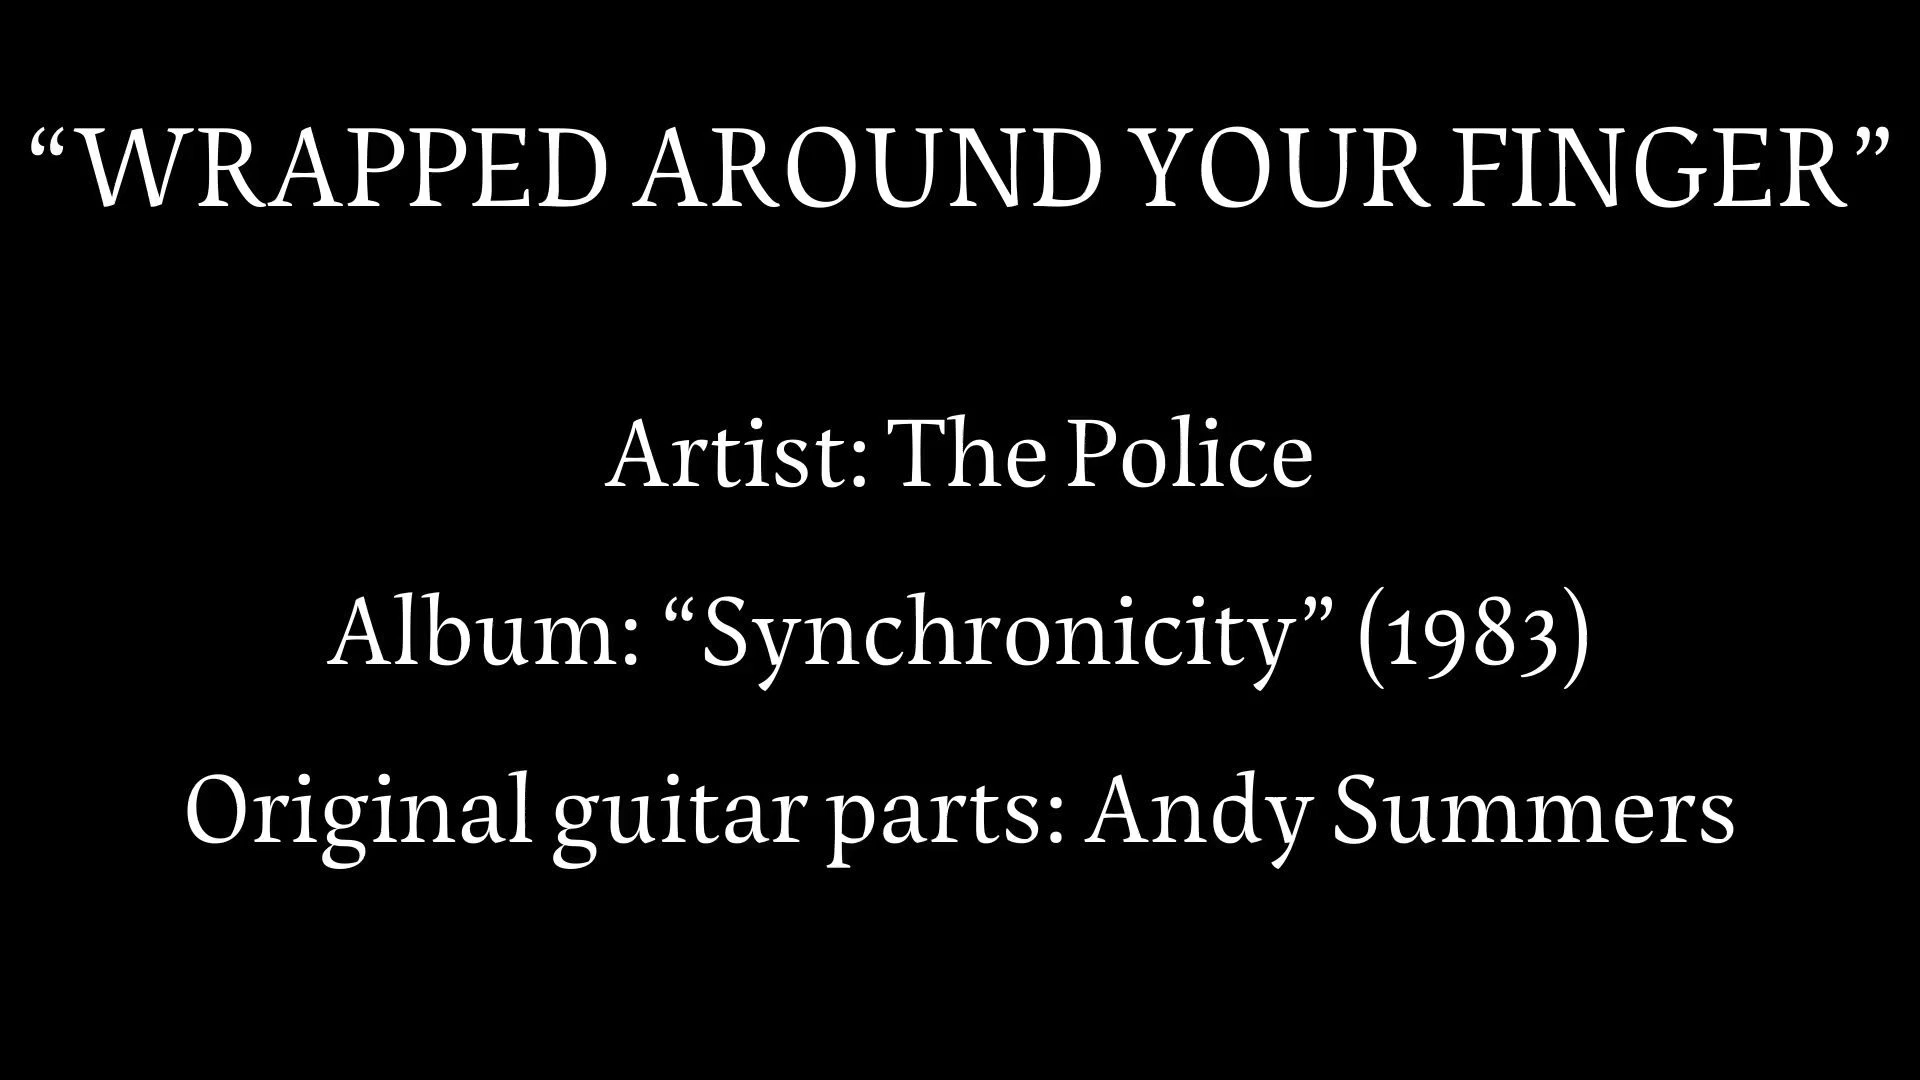 “WRAPPED AROUND YOUR FINGER”
Artist: The Police
Album: “Synchronicity” (1983)
Original guitar parts: Andy Summers